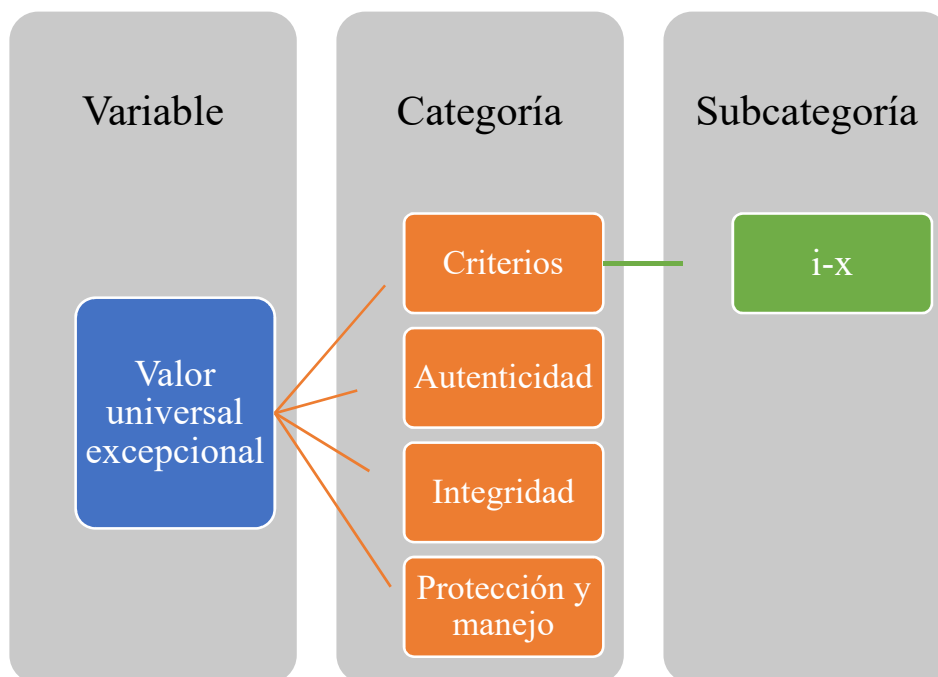 Variable
Categoría
Subcategoría
Valor
universal
excepcional
Criterios
Autenticidad
Integridad
Protección y
manejo
i-x